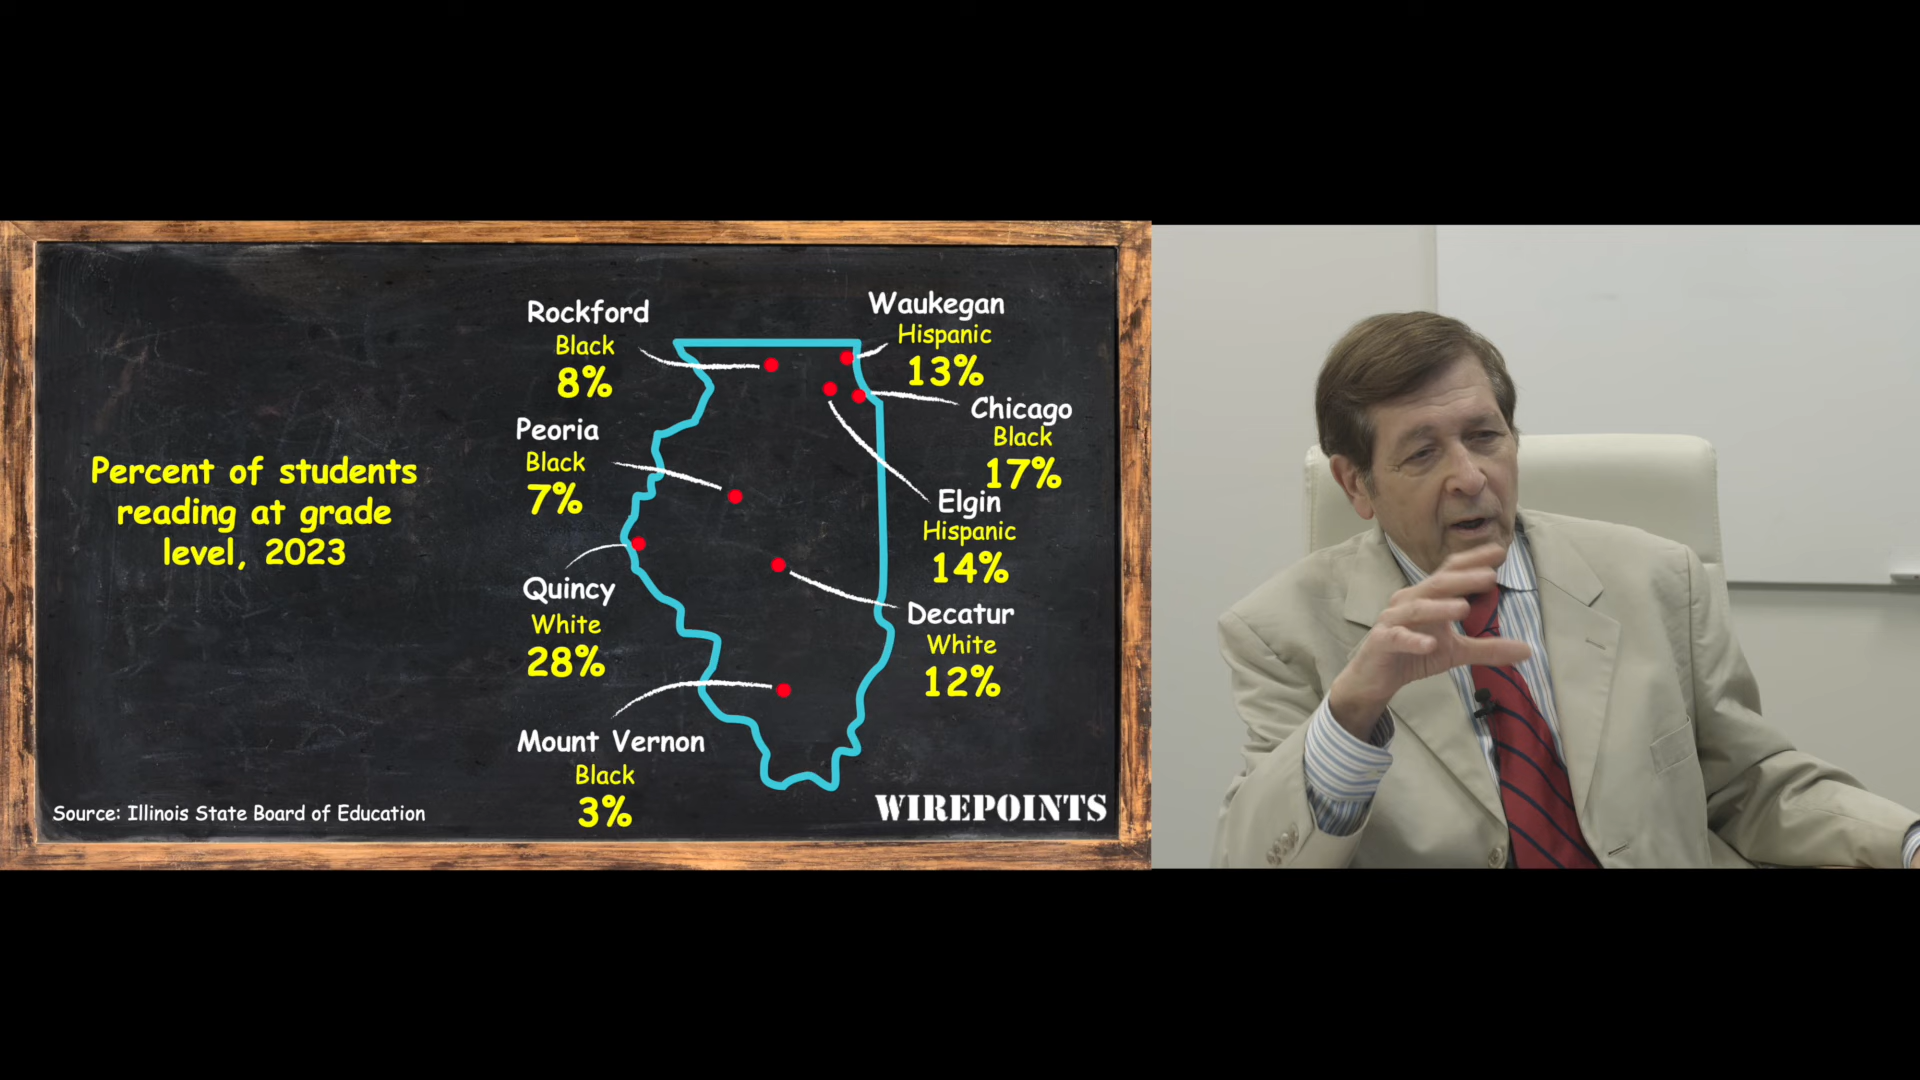 Percent of students
reading at grade
level, 2023
Rockford
Black
8%
Peoria
Black
7%
Quincy
White
28%
Mount Vernon
Black
3%
Waukegan
Hispanic
13%
Chicago
Black
17%
Elgin
Hispanic
14%
Decatur
White
12%
Source: Illinois State Board of Education
WIREPOINTS